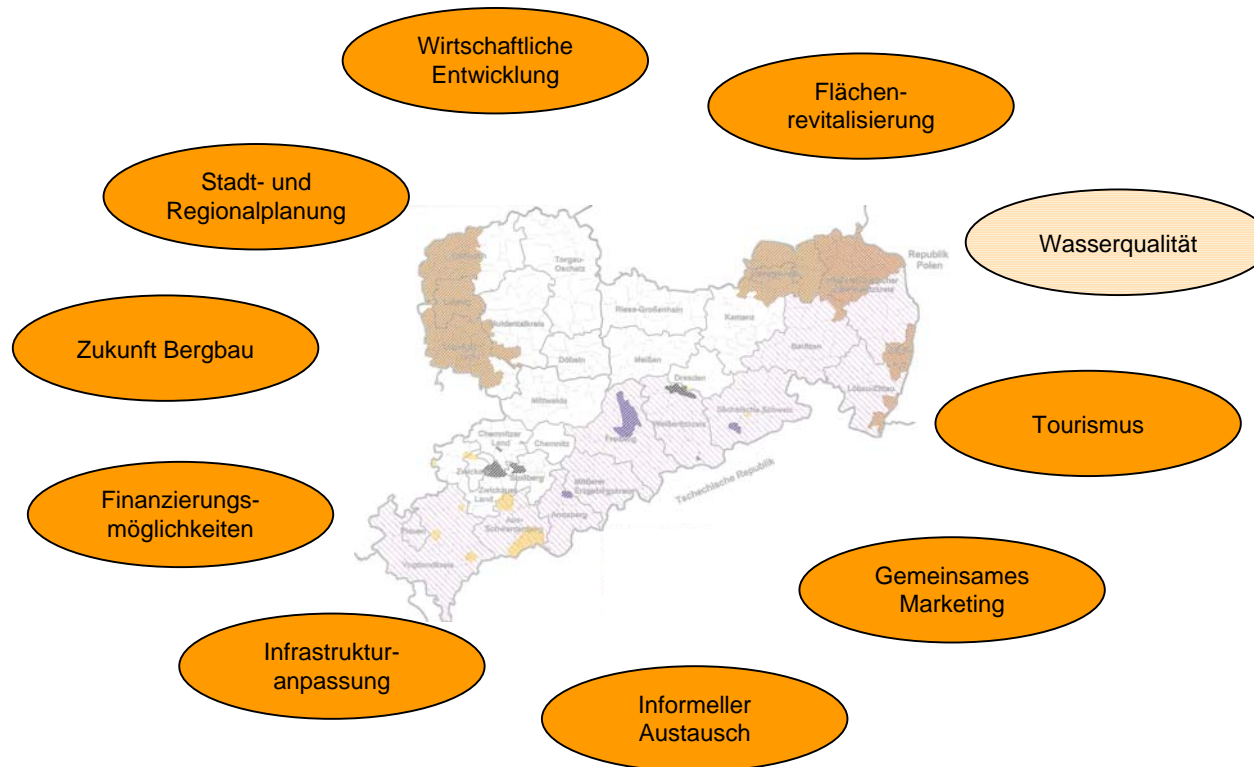 Wirtschaftliche
Entwicklung
Flächen-
revitalisierung
Stadt- und
Regionalplanung
Wasserqualität
Zukunft Bergbau
Tourismus
Finanzierungs-
möglichkeiten
Gemeinsames
Marketing
Infrastruktur-
anpassung
Informeller
Austausch
Torgau-
Oschatz
Republik
Polen
Riesa-Großenhain
Kamenz
Muldentalkreis
Bautzen
Döbeln
Meißen
Dresden
Löbau-Zittau
Mittweida
Sächsische Schweiz
Weißeritzkreis
Freiberg
Chemnitzer
Land
Chemnitz
Stollberg
Zwickauer
Land
Mittlerer
Erzgebirgskreis
Tschechische Republik
Annaberg
Aue-
Schwarzenberg
Plauen
Vogtlandkreis